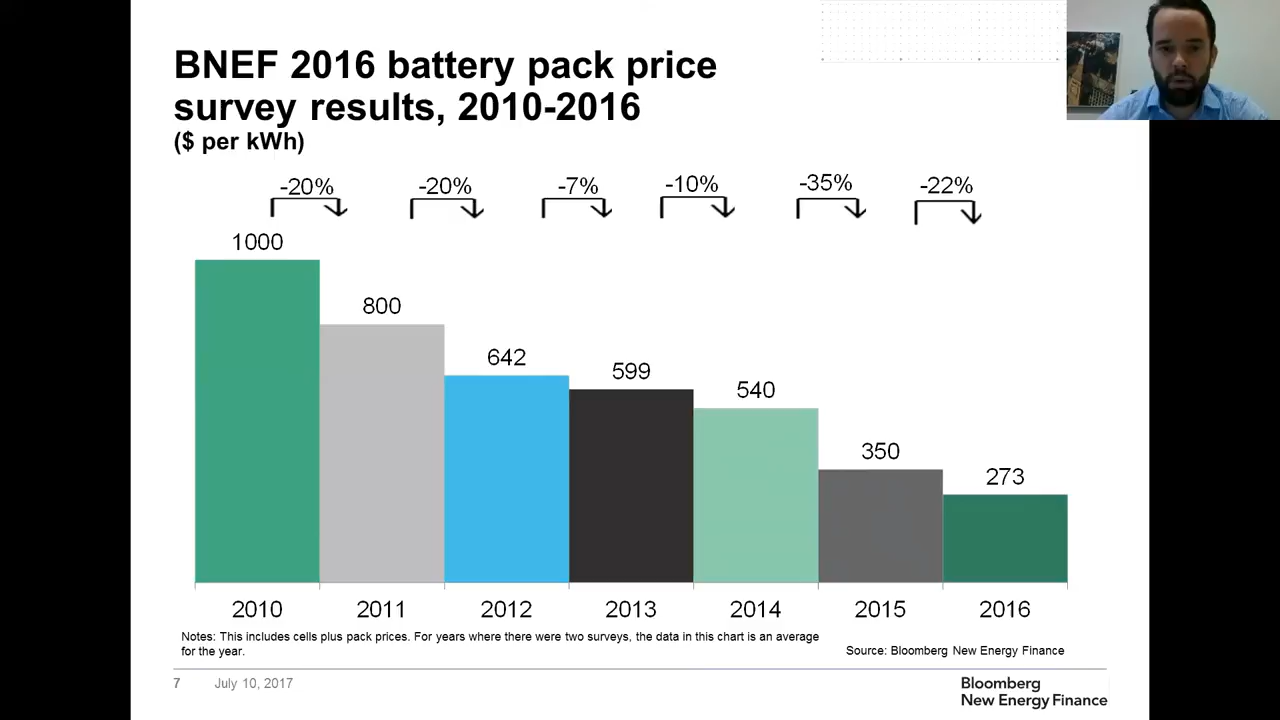 BNEF 2016 battery pack price
survey results, 2010-2016
($ per kWh)
-20% -20% -7% -10% -35% -22%
1000
800
642
599
540
350
273
2010 2011 2012 2013 2014 2015 2016
Notes: This includes cells plus pack prices. For years where there were two surveys, the data in this chart is an average
for the year.
Source: Bloomberg New Energy Finance
7 July 10, 2017
Bloomberg
New Energy Finance